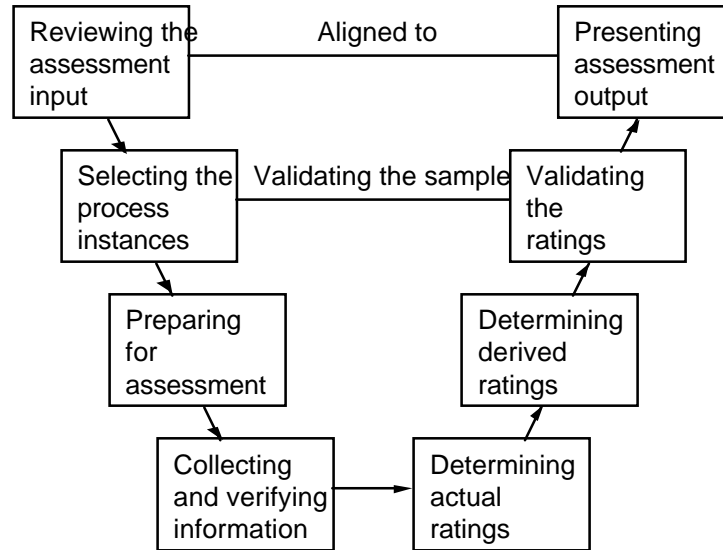 Reviewing the
assessment
input
Aligned to
Presenting
assessment
output
Selecting the
process
instances
Validating the sample
Validating
the
ratings
Preparing
for
assessment
Determining
derived
ratings
Collecting
and verifying
information
Determining
actual
ratings